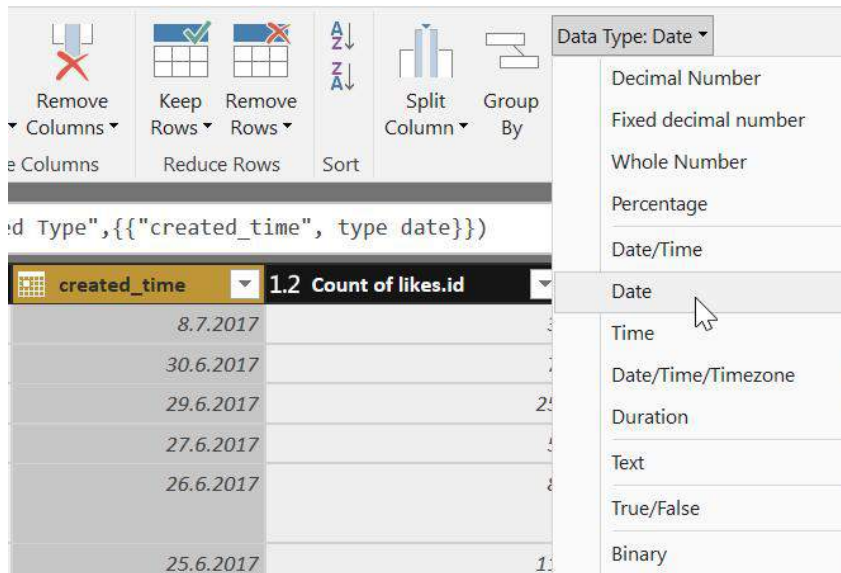 Data Type: Date
Remove Columns
Keep Rows
Remove Rows
A Z
Z A
Split Column
Group By
e Columns
Reduce Rows
Sort
Decimal Number
Fixed decimal number
Whole Number
Percentage
Date/Time
Date
Time
Date/Time/Timezone
Duration
Text
True/False
Binary
d Type",{{"created_time", type date}})
created_time
1.2 Count of likes.id
8.7.2017
30.6.2017
29.6.2017
27.6.2017
26.6.2017
25.6.2017